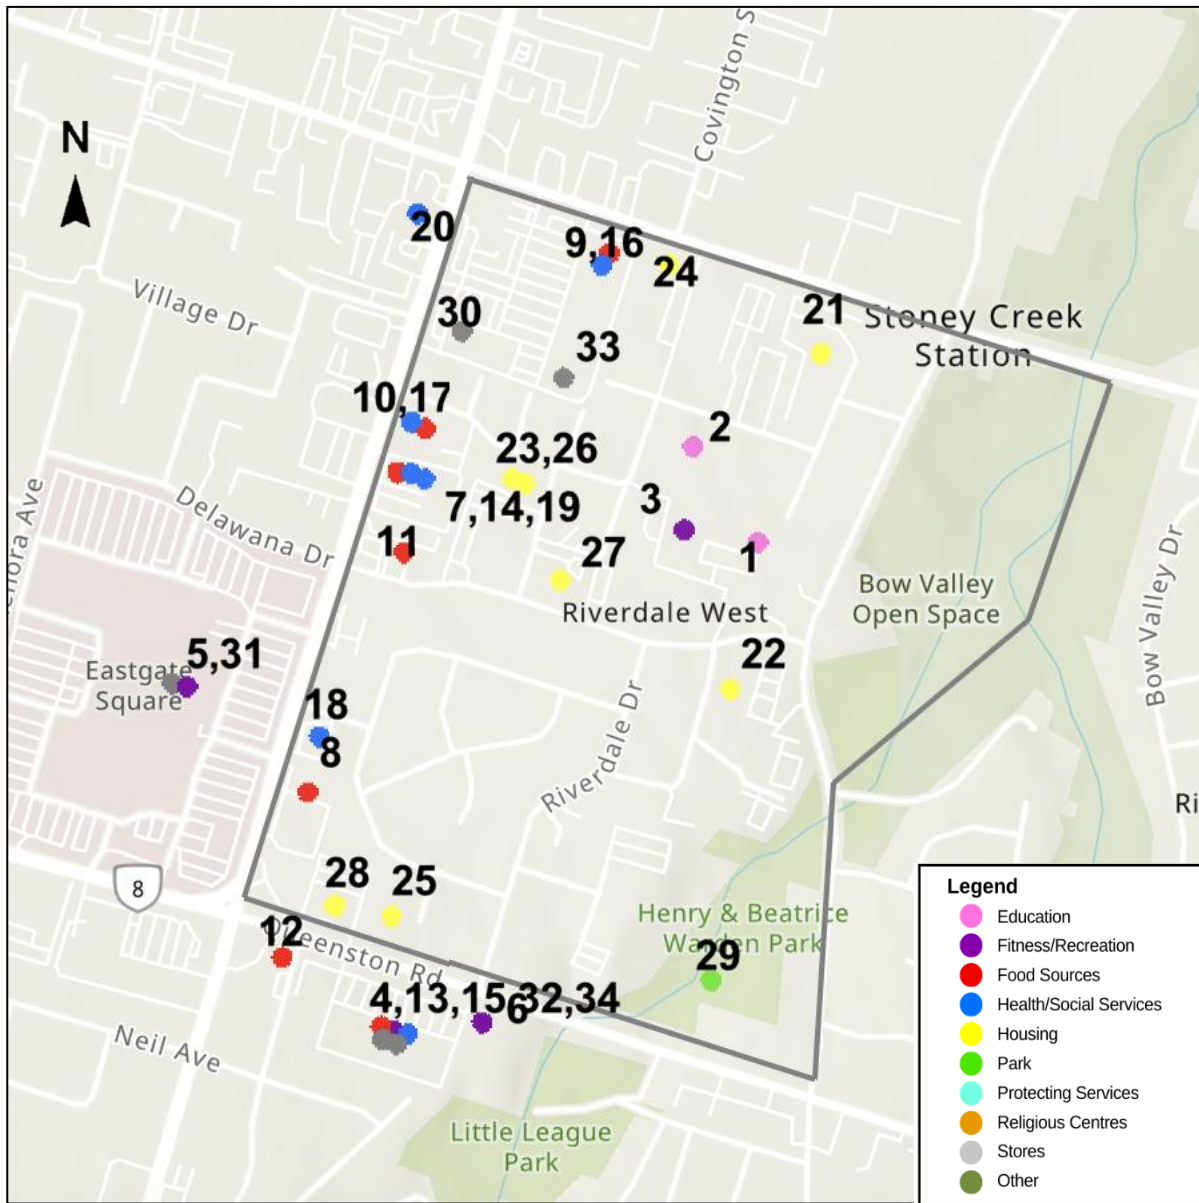 Covington S
N
20
9,16
24
Village Dr
30
21
Stoney Creek
Station
33
10,17
2
23,26
Delawana Dr
7,14,19
3
11
1
27
Riverdale West
Bow Valley
Open Space
Bow Valley Dr
5,31
Eastgate
Square
22
18
8
Riverdale Dr
Ri
8
28
25
Henry & Beatrice
Warden Park
12
Queenston Rd
29
4,13,15,32,34
6
Neil Ave
Little League
Park
Legend
Education
Fitness/Recreation
Food Sources
Health/Social Services
Housing
Park
Protecting Services
Religious Centres
Stores
Other